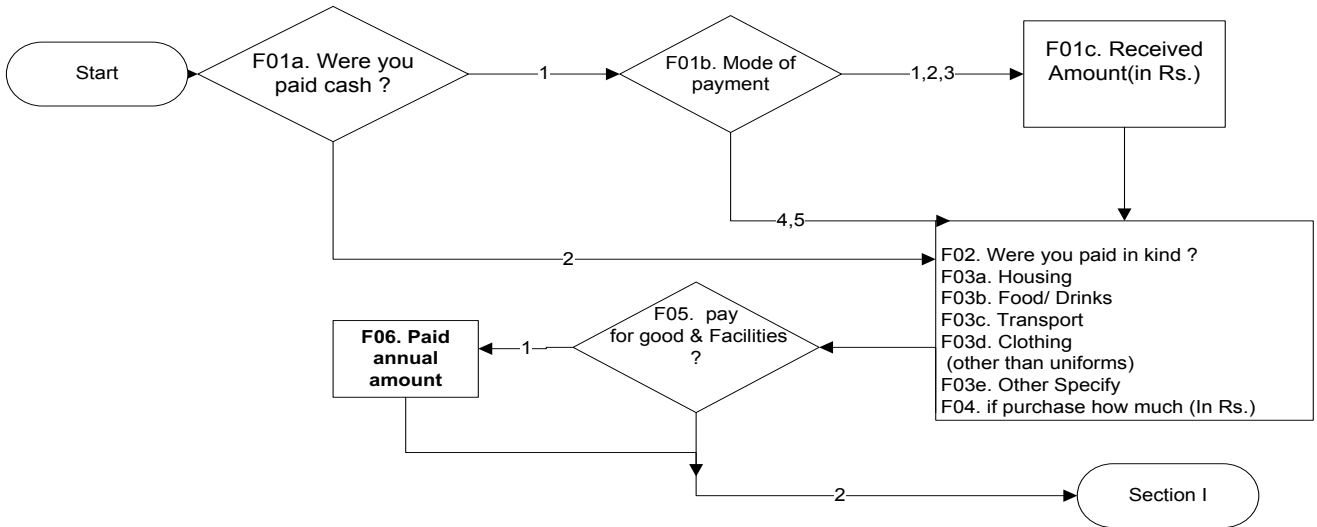 Start
F01a. Were you
paid cash ?
1
F01b. Mode of
payment
1,2,3
F01c. Received
Amount(in Rs.)
4,5
2
F02. Were you paid in kind ?
F03a. Housing
F03b. Food/ Drinks
F03c. Transport
F03d. Clothing
(other than uniforms)
F03e. Other Specify
F04. if purchase how much (In Rs.)
F05. pay
for good & Facilities
?
1
F06. Paid
annual
amount
2
Section I